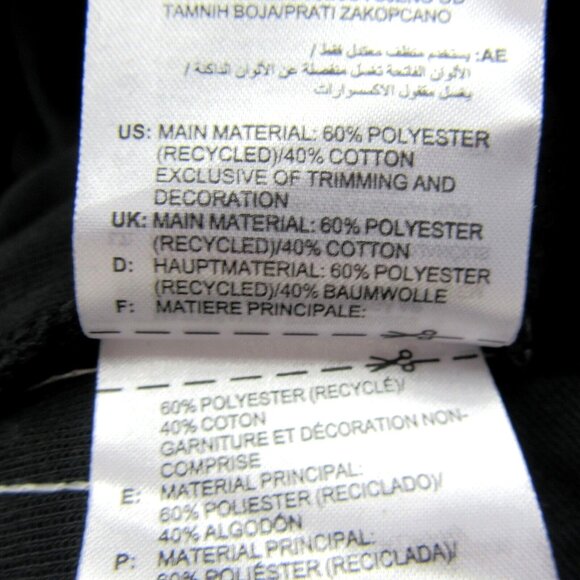 TAMNIH BOJA/PRATI ZAKOPCANO
AE: يستخدم منظف معتدل فقط/
الألوان الفاتحة تغسل منفصلة عن الألوان الداكنة/
يغسل مقفول الاكسسوارات
US: MAIN MATERIAL: 60% POLYESTER
(RECYCLED)/40% COTTON
EXCLUSIVE OF TRIMMING AND
DECORATION
UK: MAIN MATERIAL: 60% POLYESTER
(RECYCLED)/40% COTTON
D: HAUPTMATERIAL: 60% POLYESTER
(RECYCLED)/40% BAUMWOLLE
F: MATIERE PRINCIPALE:
60% POLYESTER (RECYCLÉ)/
40% COTON
GARNITURE ET DÉCORATION NON-
COMPRISE
E: MATERIAL PRINCIPAL:
60% POLIESTER (RECICLADO)/
40% ALGODÓN
P: MATERIAL PRINCIPAL:
60% POLIÉSTER (RECICLADA)/